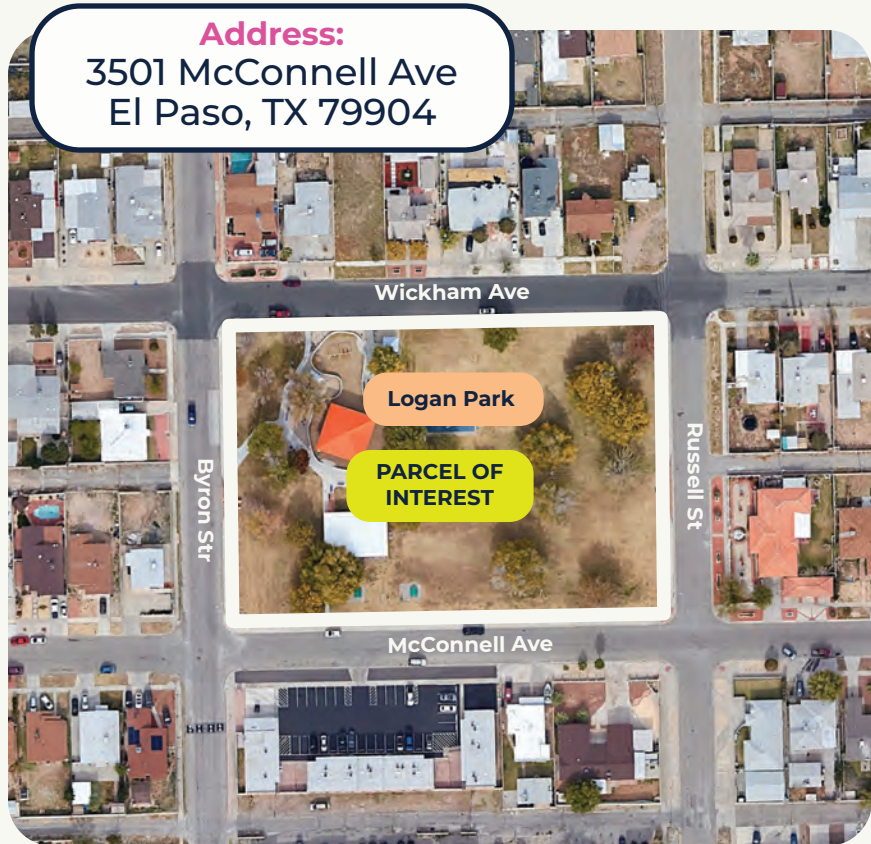 Address:
3501 McConnell Ave
El Paso, TX 79904
Wickham Ave
Logan Park
PARCEL OF
INTEREST
Byron Str
Russell St
McConnell Ave